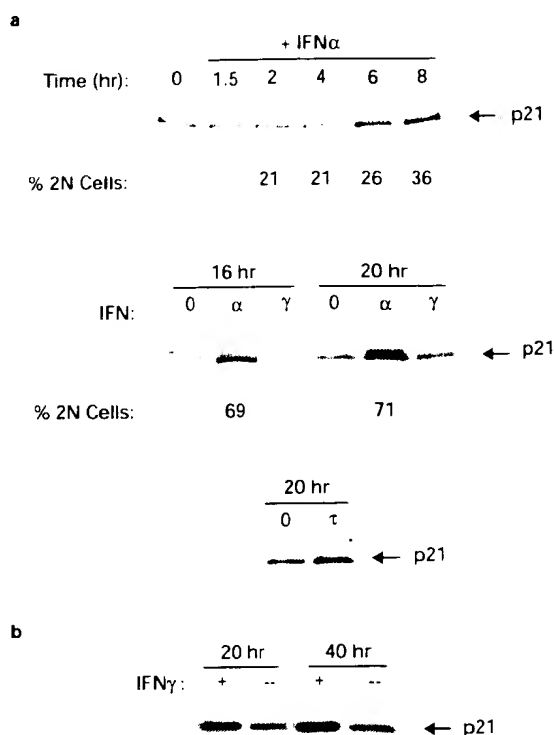 a
+ IFNα
Time (hr): 0 1.5 2 4 6 8
← p21
% 2N Cells: 21 21 26 36
16 hr 20 hr
IFN: 0 α γ 0 α γ
← p21
% 2N Cells: 69 71
20 hr
0 τ
← p21
b
20 hr 40 hr
IFNγ: + -- + --
← p21